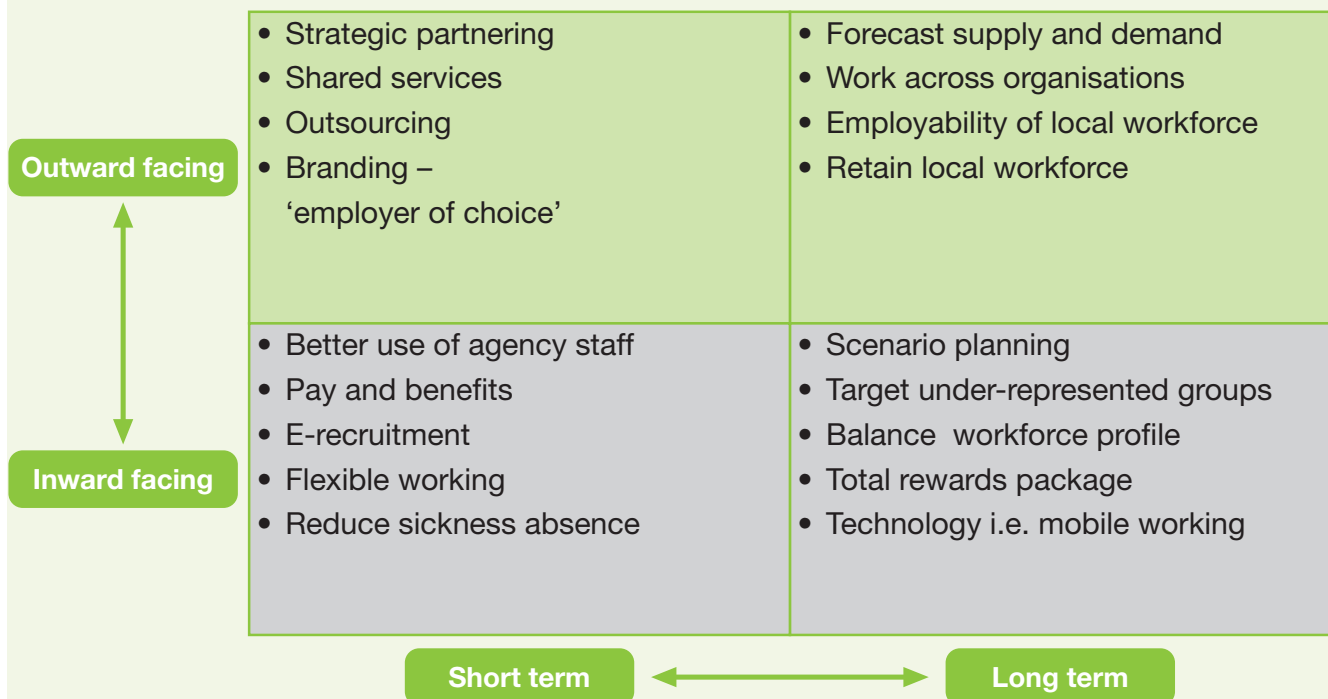 • Strategic partnering
• Shared services
• Outsourcing
• Branding –
‘employer of choice’
• Forecast supply and demand
• Work across organisations
• Employability of local workforce
• Retain local workforce
Outward facing
• Better use of agency staff
• Pay and benefits
• E-recruitment
• Flexible working
• Reduce sickness absence
• Scenario planning
• Target under-represented groups
• Balance workforce profile
• Total rewards package
• Technology i.e. mobile working
Inward facing
Short term
Long term